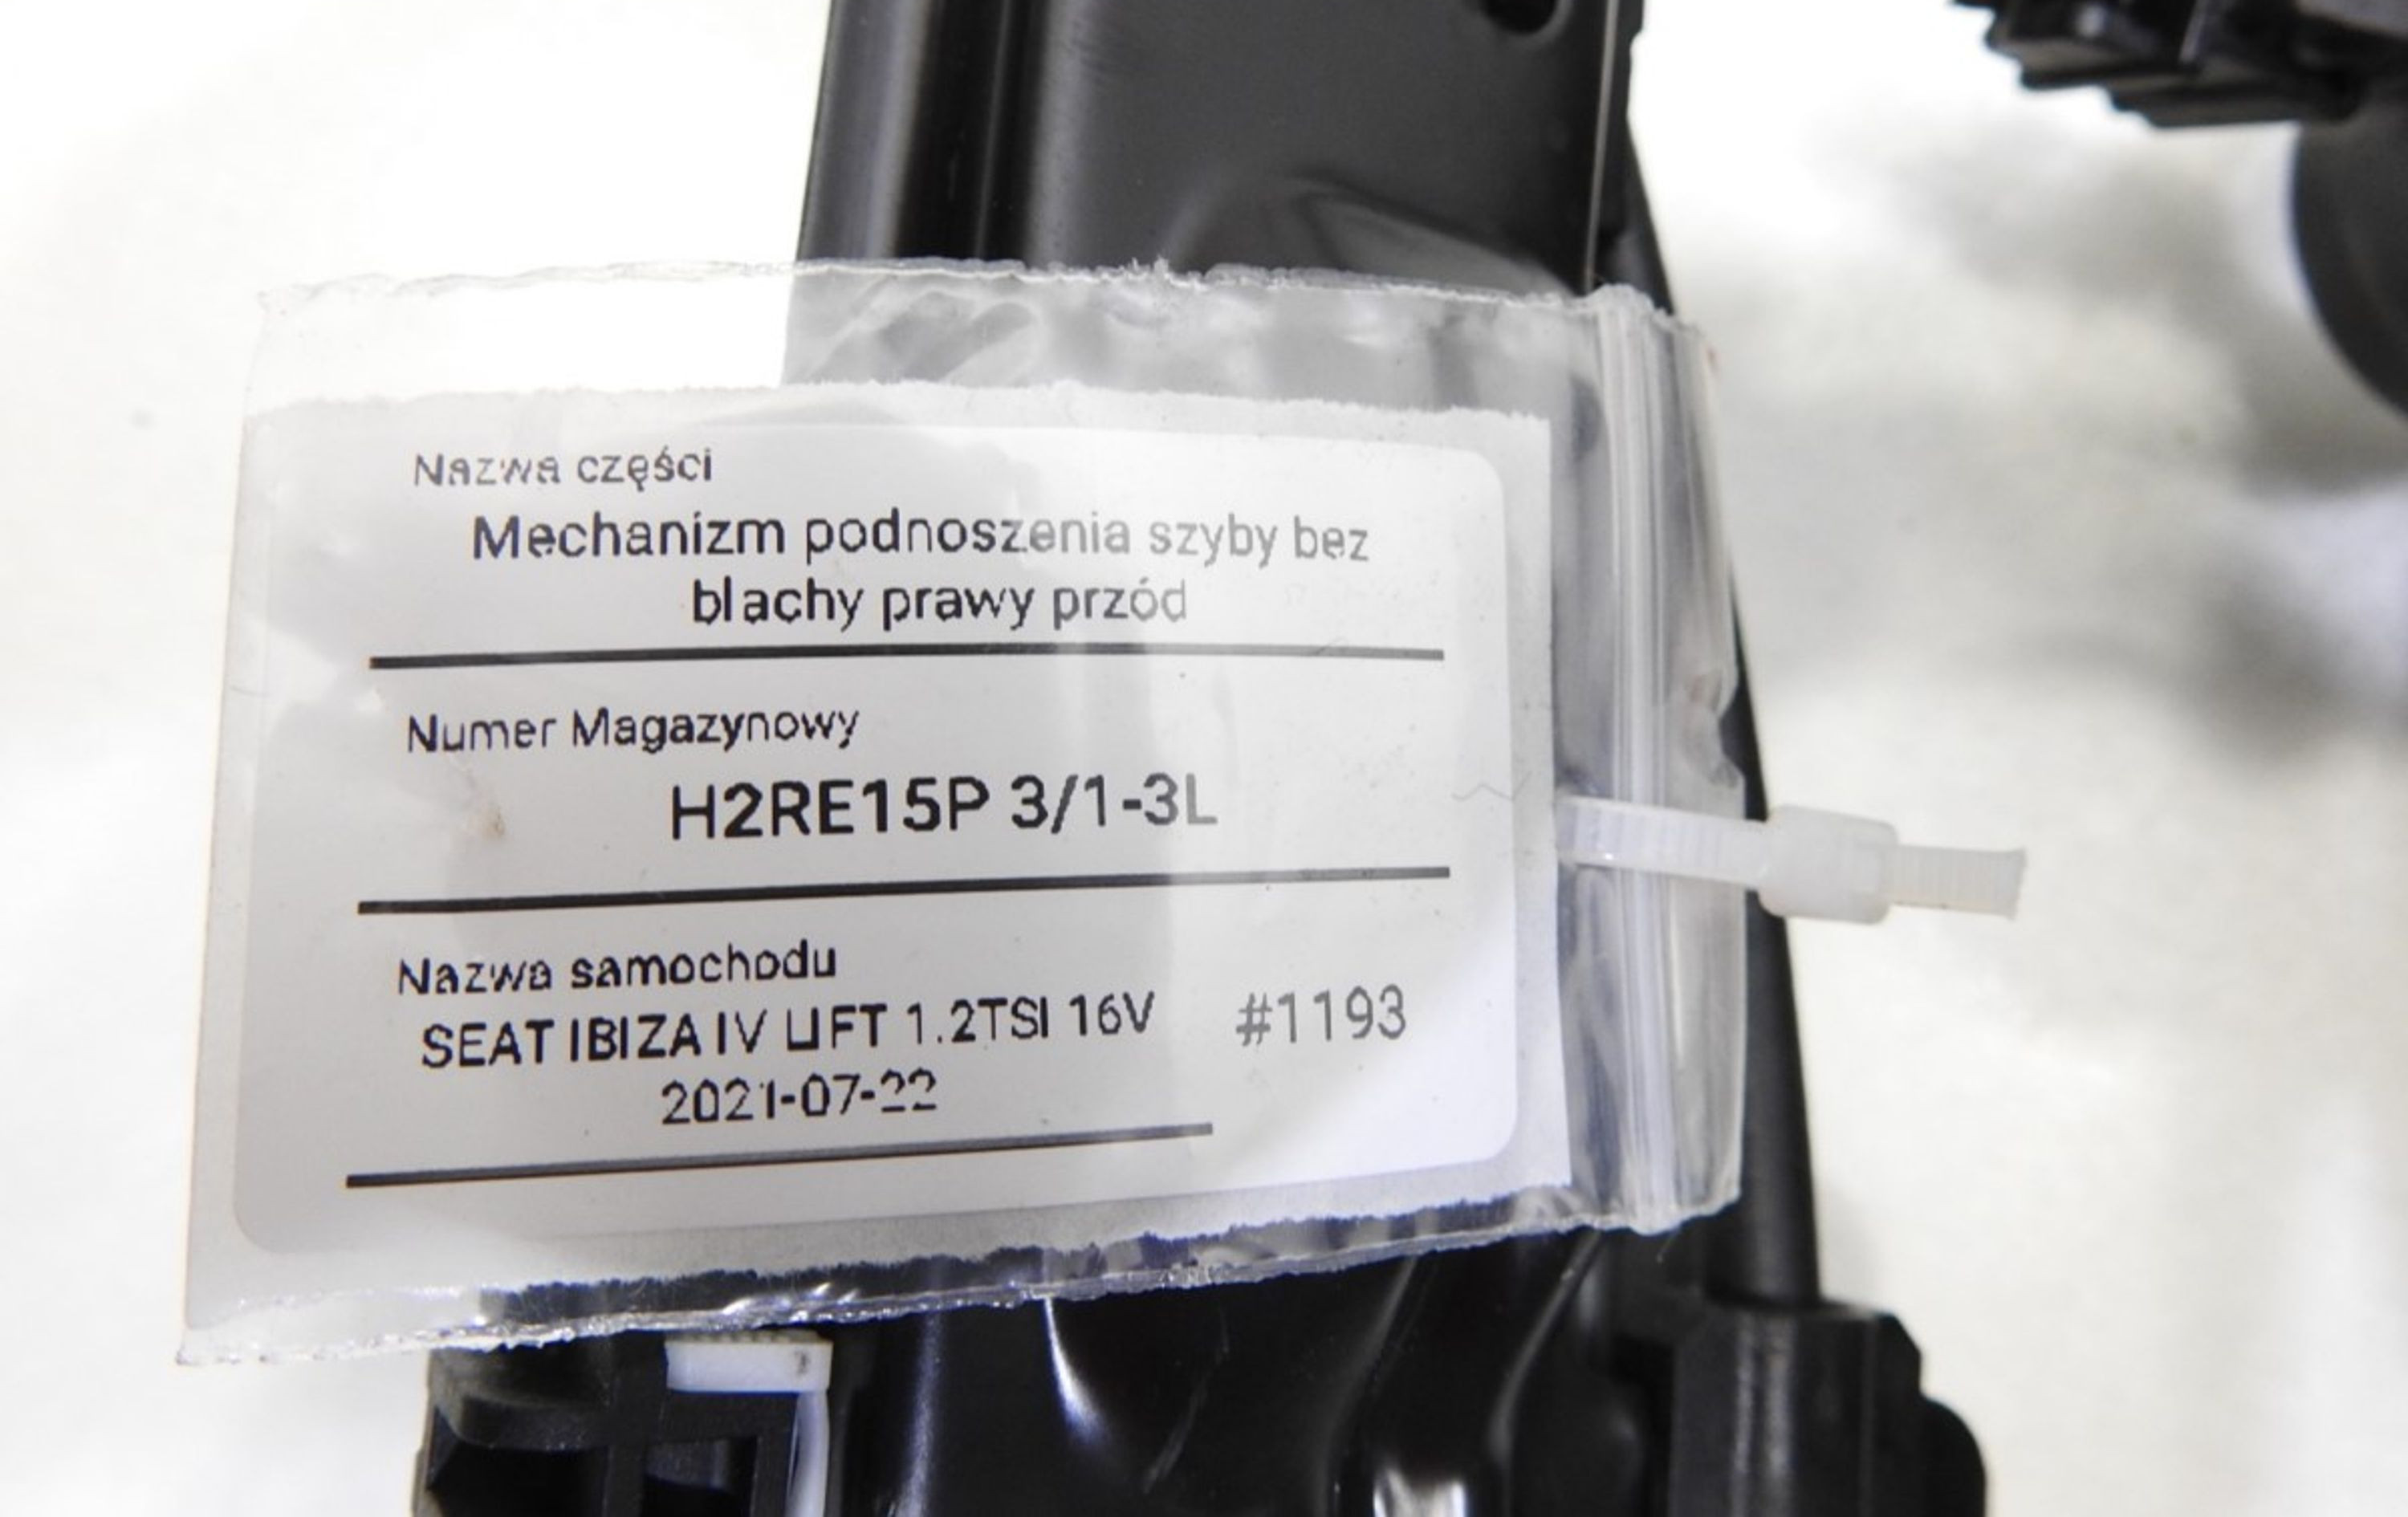 Nazwa części
Mechanizm podnoszenia szyby bez
blachy prawy przód
Numer Magazynowy
H2RE15P 3/1-3L
Nazwa samochodu
SEAT IBIZA IV LIFT 1.2TSI 16V #1193
2021-07-22